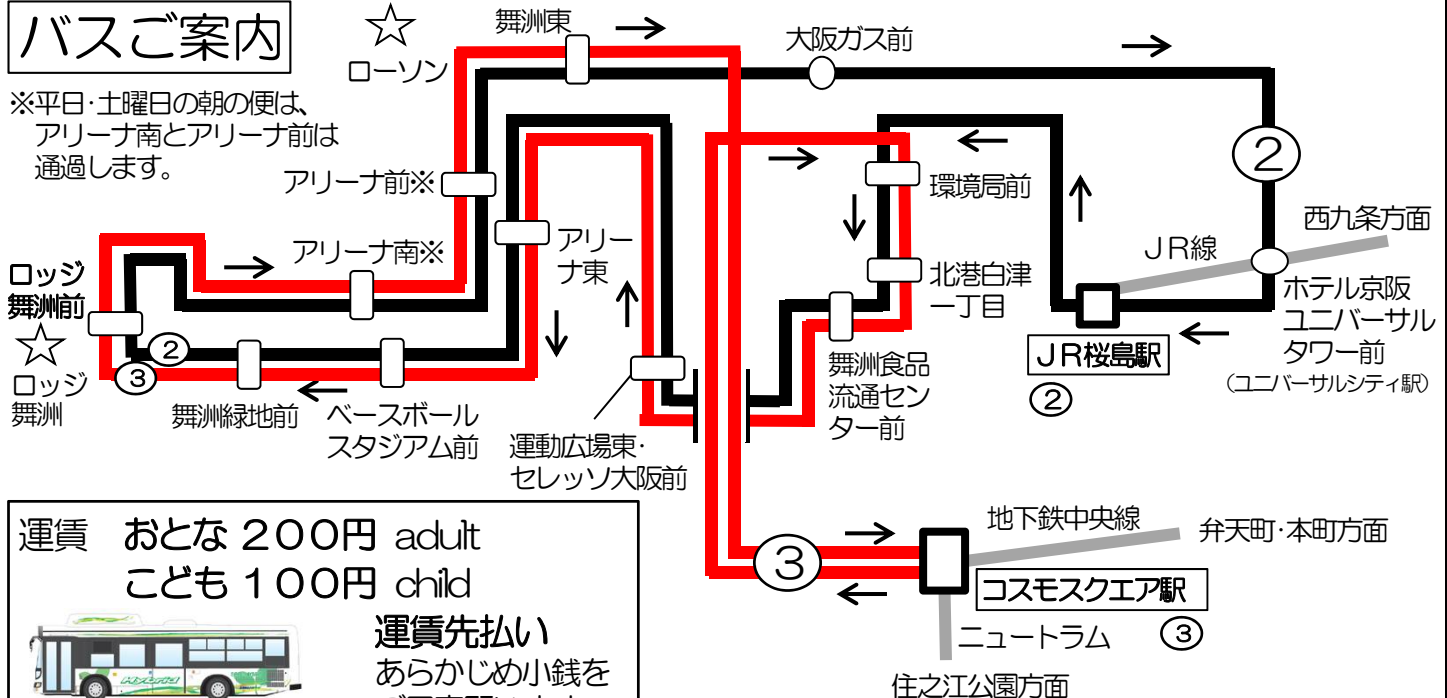 バスご案内
※平日・土曜日の朝の便は、
アリーナ南とアリーナ前は
通過します。
ローソン
舞洲東
大阪ガス前
②
アリーナ前※
アリーナ南※
アリー
ナ東
環境局前
北港白津
一丁目
西九条方面
JR線
ホテル京阪
ユニバーサル
タワー前
(ユニバーサルシティ駅)
JR桜島駅
②
ロッジ
舞洲前
ロッジ
舞洲
②
③
舞洲緑地前
ベースボール
スタジアム前
運動広場東・
セレッソ大阪前
舞洲食品
流通セン
ター前
③
地下鉄中央線
弁天町・本町方面
コスモスクエア駅
③
ニュートラム
住之江公園方面
運賃 おとな 200円 adult
こども 100円 child
運賃先払い
あらかじめ小銭を